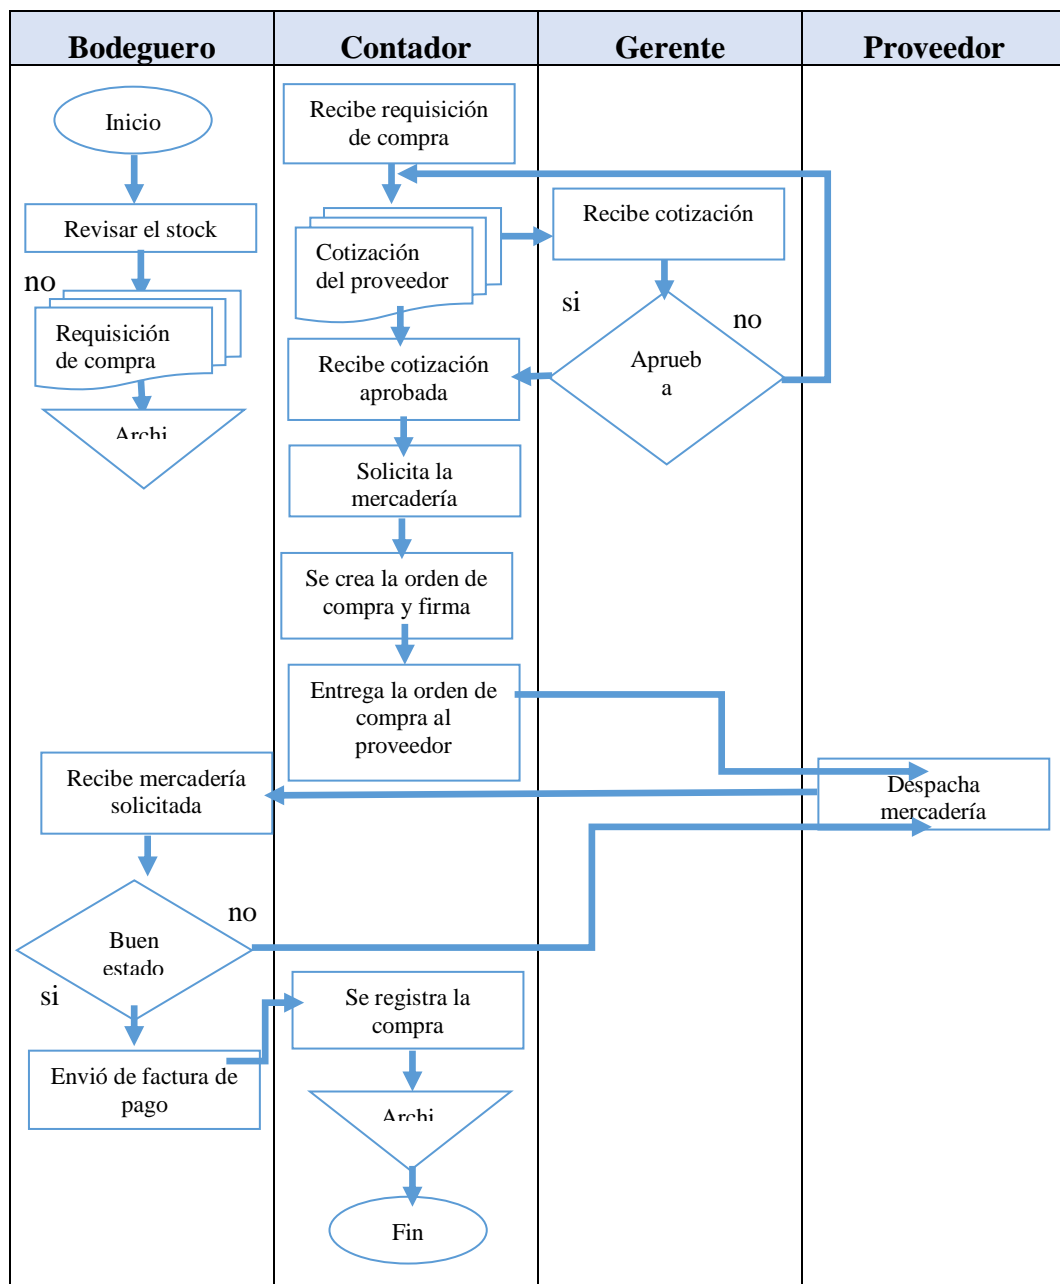 Bodeguero
Contador
Gerente
Proveedor
Inicio
Revisar el stock
no
Requisición
de compra
Archi
Recibe requisición
de compra
Cotización
del proveedor
Recibe cotización
si
no
Aprueb
a
Recibe cotización
aprobada
Solicita la
mercadería
Se crea la orden de
compra y firma
Entrega la orden de
compra al
proveedor
Despacha
mercadería
Recibe mercadería
solicitada
Buen
estado
no
si
Envió de factura de
pago
Se registra la
compra
Archi
Fin